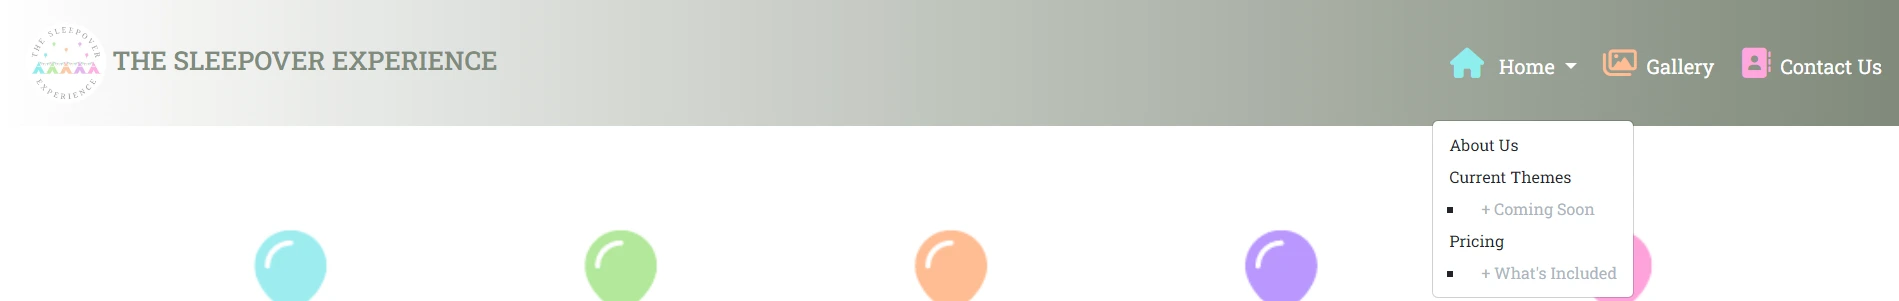 THE SLEEPOVER
EXPERIENCE
THE SLEEPOVER EXPERIENCE
Home
Gallery
Contact Us
About Us
Current Themes
+ Coming Soon
Pricing
+ What's Included